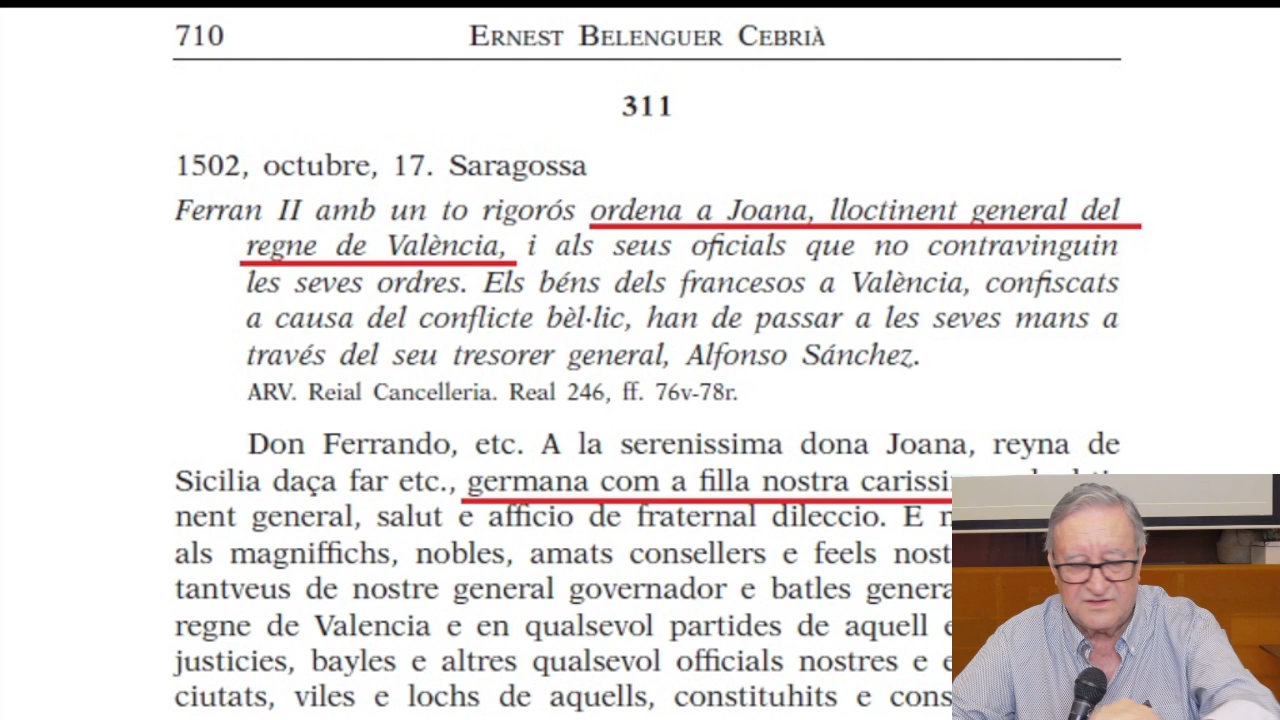 710 ERNEST BELENGUER CEBRIÀ
311
1502, octubre, 17. Saragossa
Ferran II amb un to rigorós ordena a Joana, lloctinent general del
regne de València, i als seus oficials que no contravinguin
les seves ordres. Els béns dels francesos a València, confiscats
a causa del conflicte bèl·lic, han de passar a les seves mans a
través del seu tresorer general, Alfonso Sánchez.
ARV. Reial Cancelleria. Real 246, ff. 76v-78r.
Don Ferrando, etc. A la serenissima dona Joana, reyna de
Sicilia daça far etc., germana com a filla nostra
nent general, salut e afficio de fraternal dileccio. E
als magniffichs, nobles, amats consellers e feels
tantveus de nostre general governador e batles
regne de Valencia e en qualsevol partides de aquell
justicies, bayles e altres qualsevol officials nostres e
ciutats, viles e lochs de aquells, constituhits e